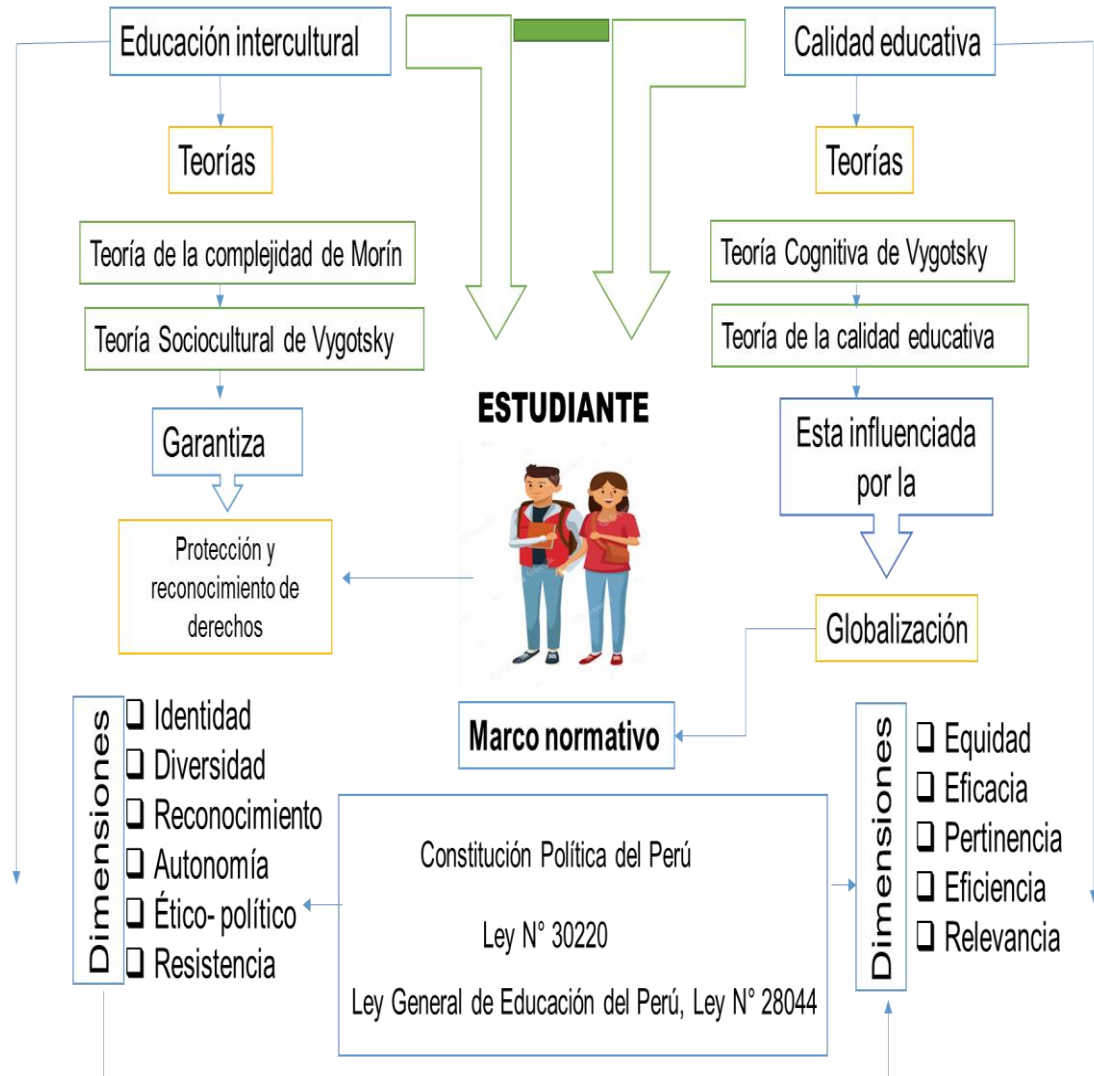 Educación intercultural
Calidad educativa
Teorías
Teorías
Teoría de la complejidad de Morín
Teoría Cognitiva de Vygotsky
Teoría Sociocultural de Vygotsky
Teoría de la calidad educativa
ESTUDIANTE
Garantiza
Esta influenciada
por la
Protección y
reconocimiento de
derechos
Globalización
Marco normativo
Dimensiones
Identidad
Diversidad
Reconocimiento
Autonomía
Ético- político
Resistencia
Constitución Política del Perú
Ley N° 30220
Ley General de Educación del Perú, Ley N° 28044
Dimensiones
Equidad
Eficacia
Pertinencia
Eficiencia
Relevancia